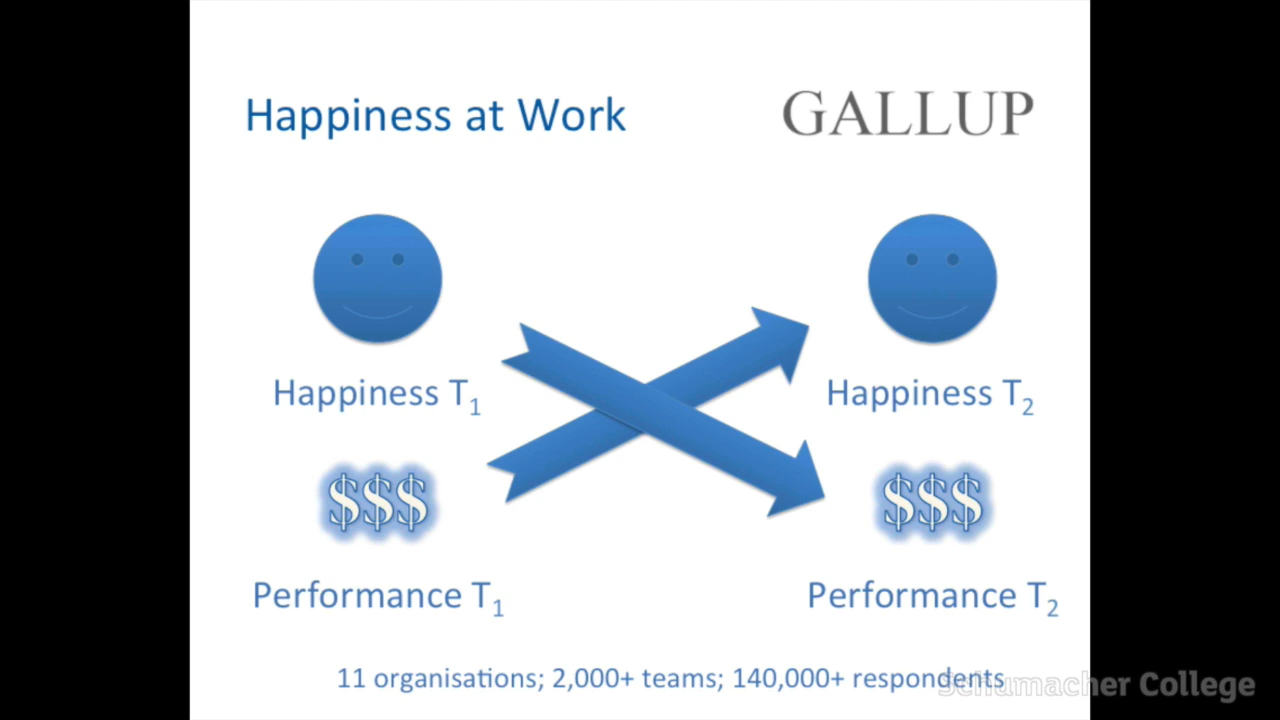 Happiness at Work
GALLUP
Happiness T1
Happiness T2
$$$
$$$
Performance T1
Performance T2
11 organisations; 2,000+ teams; 140,000+ respondents
Schumacher College